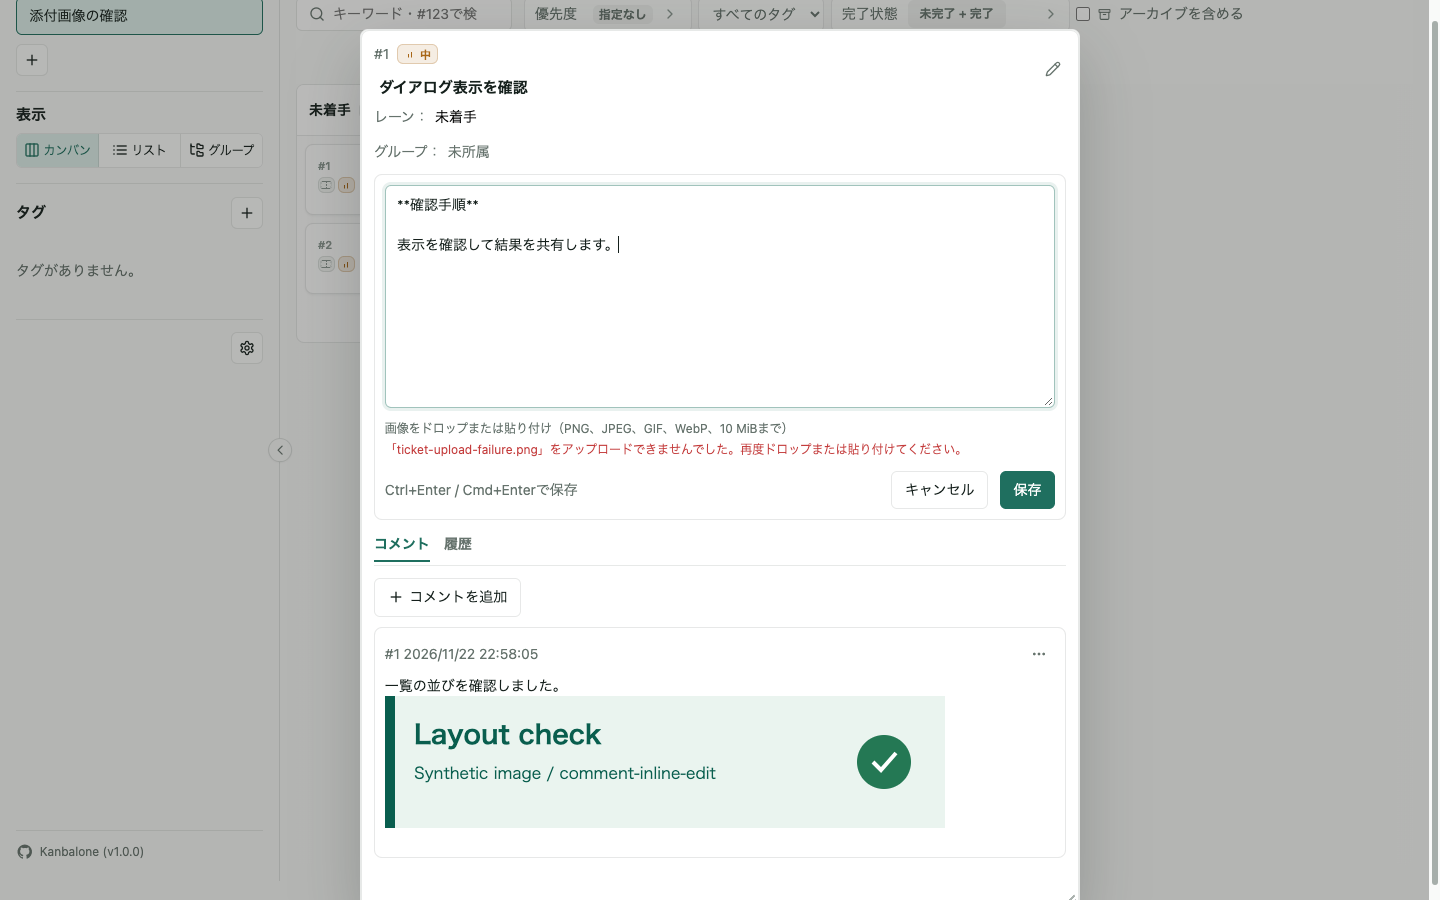 添付画像の確認
キーワード・#123で検
優先度 指定なし
すべてのタグ
完了状態 未完了 + 完了
アーカイブを含める
表示
カンバン
リスト
グループ
タグ
タグがありません。
Kanbalone (v1.0.0)
未着手
#1
#2
#1 中
ダイアログ表示を確認
レーン： 未着手
グループ： 未所属
**確認手順**
表示を確認して結果を共有します。
画像をドロップまたは貼り付け（PNG、JPEG、GIF、WebP、10 MiBまで）
「ticket-upload-failure.png」をアップロードできませんでした。再度ドロップまたは貼り付けてください。
Ctrl+Enter / Cmd+Enterで保存
キャンセル
保存
コメント
履歴
コメントを追加
#1 2026/11/22 22:58:05
一覧の並びを確認しました。
Layout check
Synthetic image / comment-inline-edit